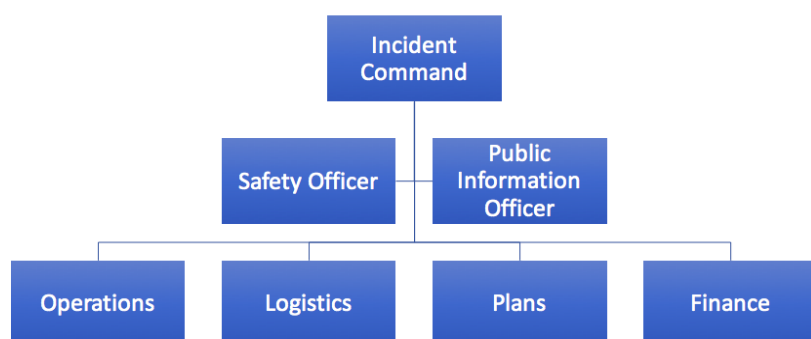 Incident
Command
Safety Officer
Public
Information
Officer
Operations
Logistics
Plans
Finance